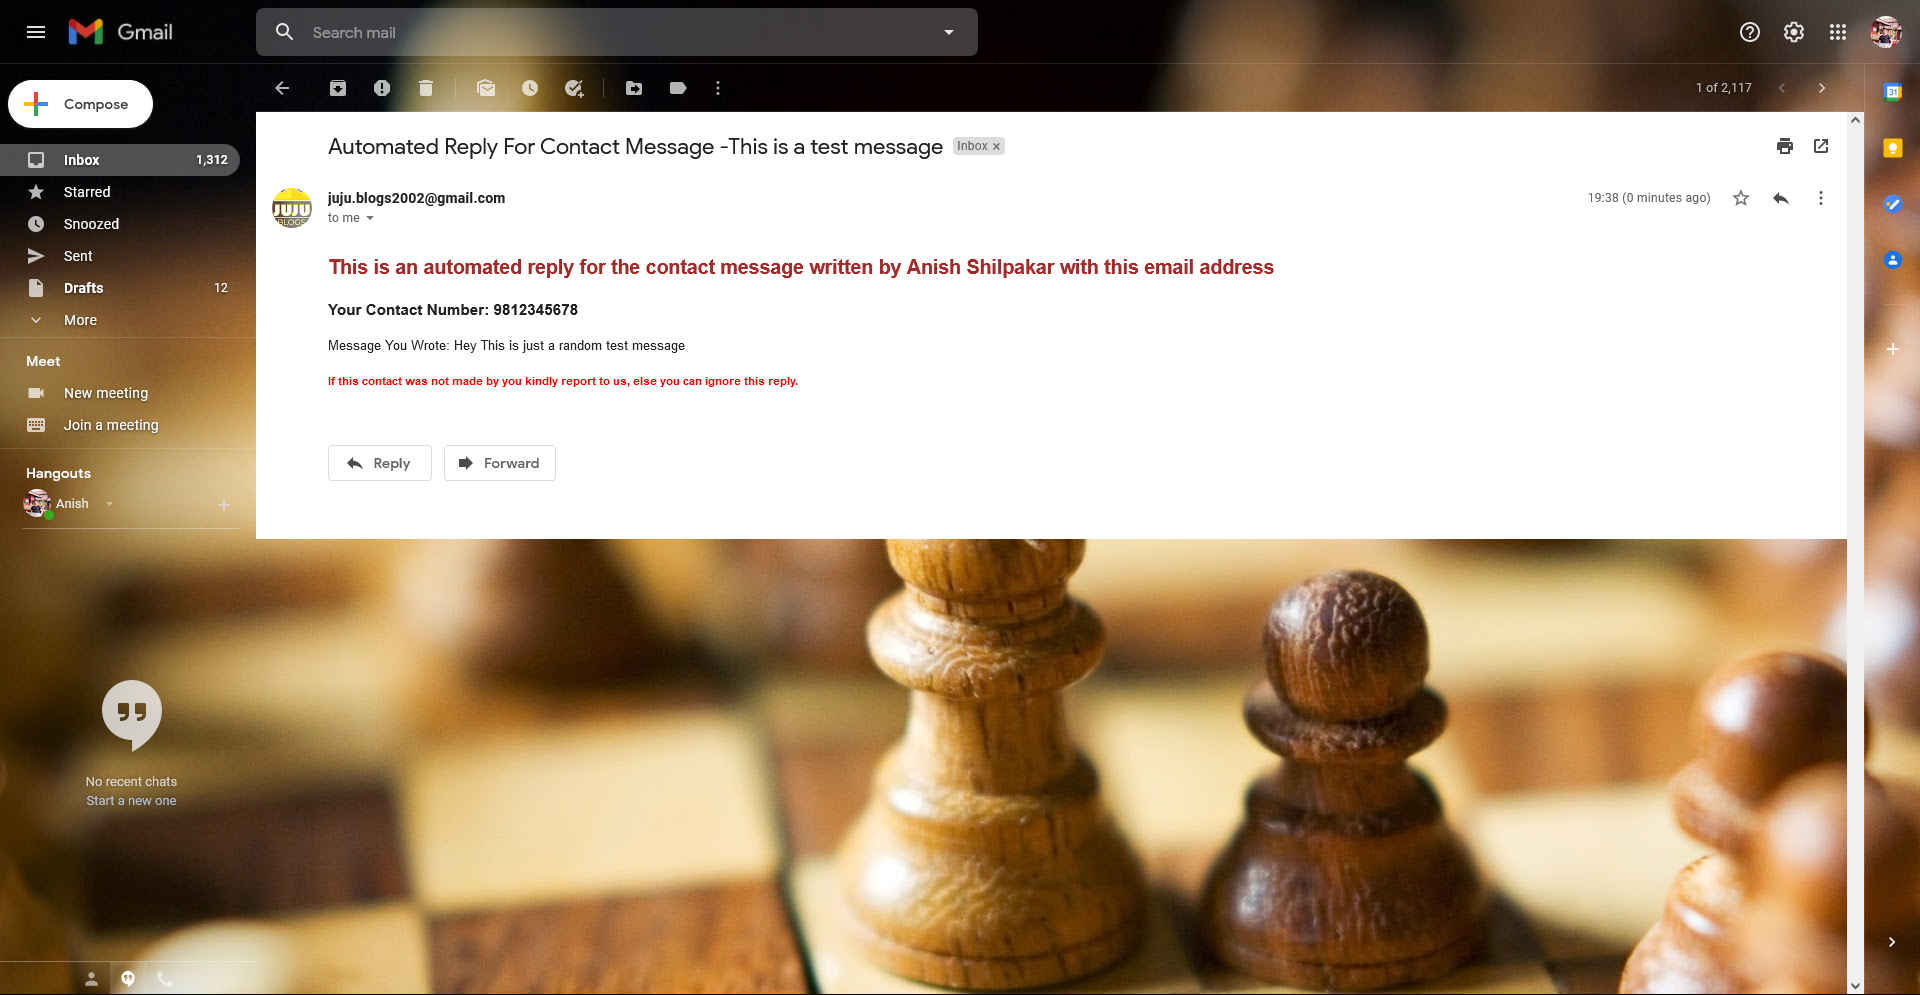 Gmail
Search mail
Compose
1 of 2,117
31
Inbox 1,312
Starred
Snoozed
Sent
Drafts 12
More
Meet
New meeting
Join a meeting
Hangouts
Anish
No recent chats
Start a new one
Automated Reply For Contact Message -This is a test message Inbox ×
JUJU
BLOGS
juju.blogs2002@gmail.com 19:38 (0 minutes ago)
to me
This is an automated reply for the contact message written by Anish Shilpakar with this email address
Your Contact Number: 9812345678
Message You Wrote: Hey This is just a random test message
If this contact was not made by you kindly report to us, else you can ignore this reply.
Reply Forward